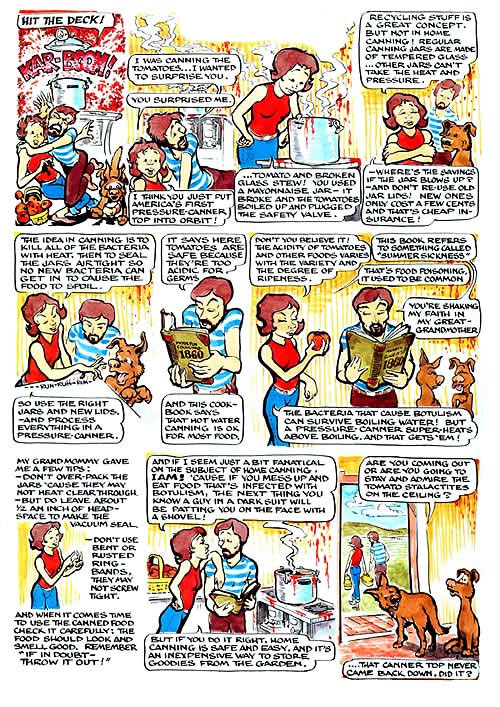 HIT THE DECK!
KAR-BOOM!
I WAS CANNING THE
TOMATOES...I WANTED
TO SURPRISE YOU.
YOU SURPRISED ME.
I THINK YOU JUST PUT
AMERICA'S FIRST
PRESSURE-CANNER
TOP INTO ORBIT!
...TOMATO AND BROKEN
GLASS STEW! YOU USED
A MAYONNAISE JAR - IT
BROKE AND THE TOMATOES
BOILED UP AND PLUGGED
THE SAFETY VALVE.
RECYCLING STUFF IS
A GREAT CONCEPT.
BUT NOT IN HOME
CANNING! REGULAR
CANNING JARS ARE MADE
OF TEMPERED GLASS
...OTHER JARS CAN'T
TAKE THE HEAT AND
PRESSURE.
-WHERE'S THE SAVINGS
IF THE JAR BLOWS UP?
-AND DON'T RE-USE OLD
JAR LIDS! NEW ONES
ONLY COST A FEW CENTS
AND THAT'S CHEAP IN-
SURANCE!
THE IDEA IN CANNING IS TO
KILL ALL OF THE BACTERIA
WITH HEAT. THEN TO SEAL
THE JARS AIRTIGHT SO
NO NEW BACTERIA CAN
GET IN TO CAUSE THE
FOOD TO SPOIL.
---RUN-RUH-RUN-
SO USE THE RIGHT
JARS AND NEW LIDS.
-AND PROCESS
EVERYTHING IN A
PRESSURE-CANNER.
IT SAYS HERE
TOMATOES ARE
SAFE BECAUSE
THEY'RE TOO
ACIDIC FOR
GERMS.
COOKING
1860
AND THIS COOK-
BOOK SAYS
THAT HOT WATER
CANNING IS OK
FOR MOST FOOD.
DON'T YOU BELIEVE IT!
THE ACIDITY OF TOMATOES
AND OTHER FOODS VARIES
WITH THE VARIETY AND
THE DEGREE OF
RIPENESS.
THIS BOOK REFERS
TO SOMETHING CALLED
"SUMMER SICKNESS"
THAT'S FOOD POISONING,
IT USED TO BE COMMON
YOU'RE SHAKING
MY FAITH IN
MY GREAT-
GRANDMOTHER
1860
THE BACTERIA THAT CAUSE BOTULISM
CAN SURVIVE BOILING WATER! BUT
A PRESSURE CANNER SUPER-HEATS
ABOVE BOILING, AND THAT GETS 'EM!
MY GRANDMOMMY GAVE
ME A FEW TIPS:
-DON'T OVER-PACK THE
JARS 'CAUSE THEY MAY
NOT HEAT CLEAR THROUGH.
-BUT DO LEAVE ABOUT
1/2 AN INCH OF HEAD-
SPACE TO MAKE THE
VACUUM SEAL.
-DON'T USE
BENT OR
RUSTED
RING-
BANDS,
THEY MAY
NOT SCREW
TIGHT.
AND WHEN IT COMES TIME
TO USE THE CANNED FOOD
CHECK IT CAREFULLY: THE
FOOD SHOULD LOOK AND
SMELL GOOD. REMEMBER
"IF IN DOUBT-
THROW IT OUT!"
AND IF I SEEM JUST A BIT FANATICAL
ON THE SUBJECT OF HOME CANNING,
I AM! 'CAUSE IF YOU MESS UP AND
EAT FOOD THAT'S INFECTED WITH
BOTULISM, THE NEXT THING YOU
KNOW A GUY IN A DARK SUIT WILL
BE PATTING YOU ON THE FACE WITH
A SHOVEL!
BUT IF YOU DO IT RIGHT, HOME
CANNING IS SAFE AND EASY, AND IT'S
AN INEXPENSIVE WAY TO STORE
GOODIES FROM THE GARDEN.
ARE YOU COMING OUT
OR ARE YOU GOING TO
STAY AND ADMIRE THE
TOMATO STALACTITES
ON THE CEILING?
...THAT CANNER TOP NEVER
CAME BACK DOWN, DID IT?